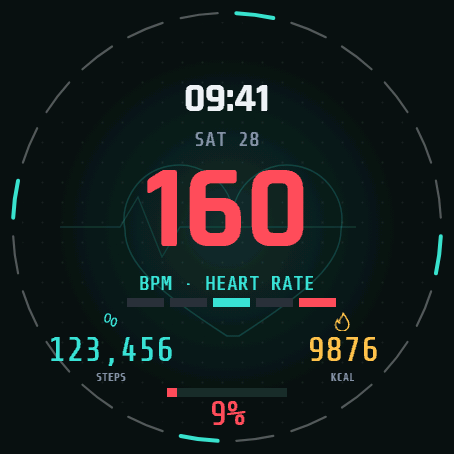 09:41
SAT 28
160
BPM · HEART RATE
123,456
STEPS
9876
KCAL
9%